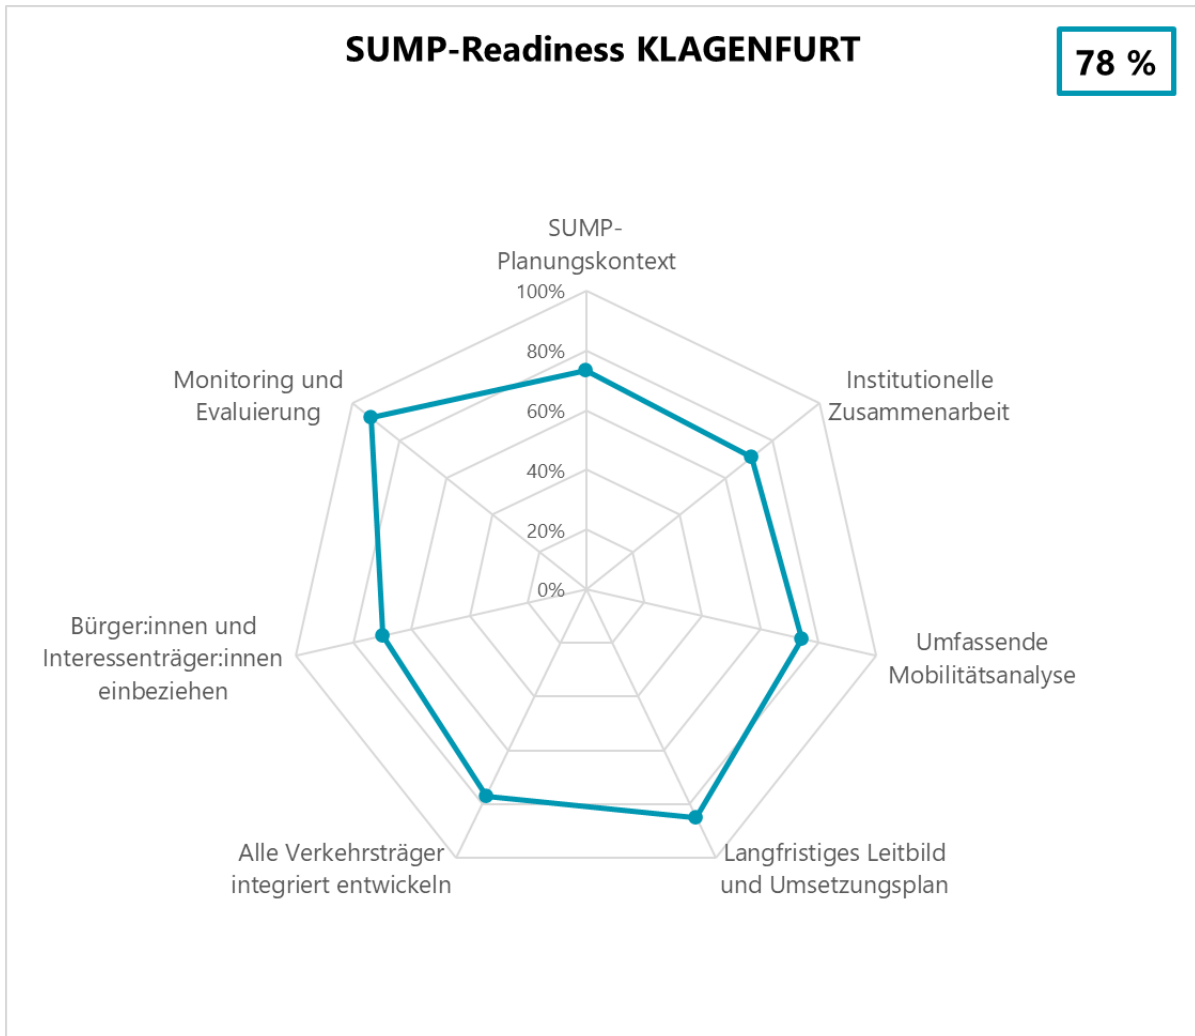 SUMP-Readiness KLAGENFURT
78 %
SUMP-
Planungskontext
100%
80%
60%
40%
20%
0%
Institutionelle
Zusammenarbeit
Umfassende
Mobilitätsanalyse
Langfristiges Leitbild
und Umsetzungsplan
Alle Verkehrsträger
integriert entwickeln
Bürger:innen und
Interessenträger:innen
einbeziehen
Monitoring und
Evaluierung